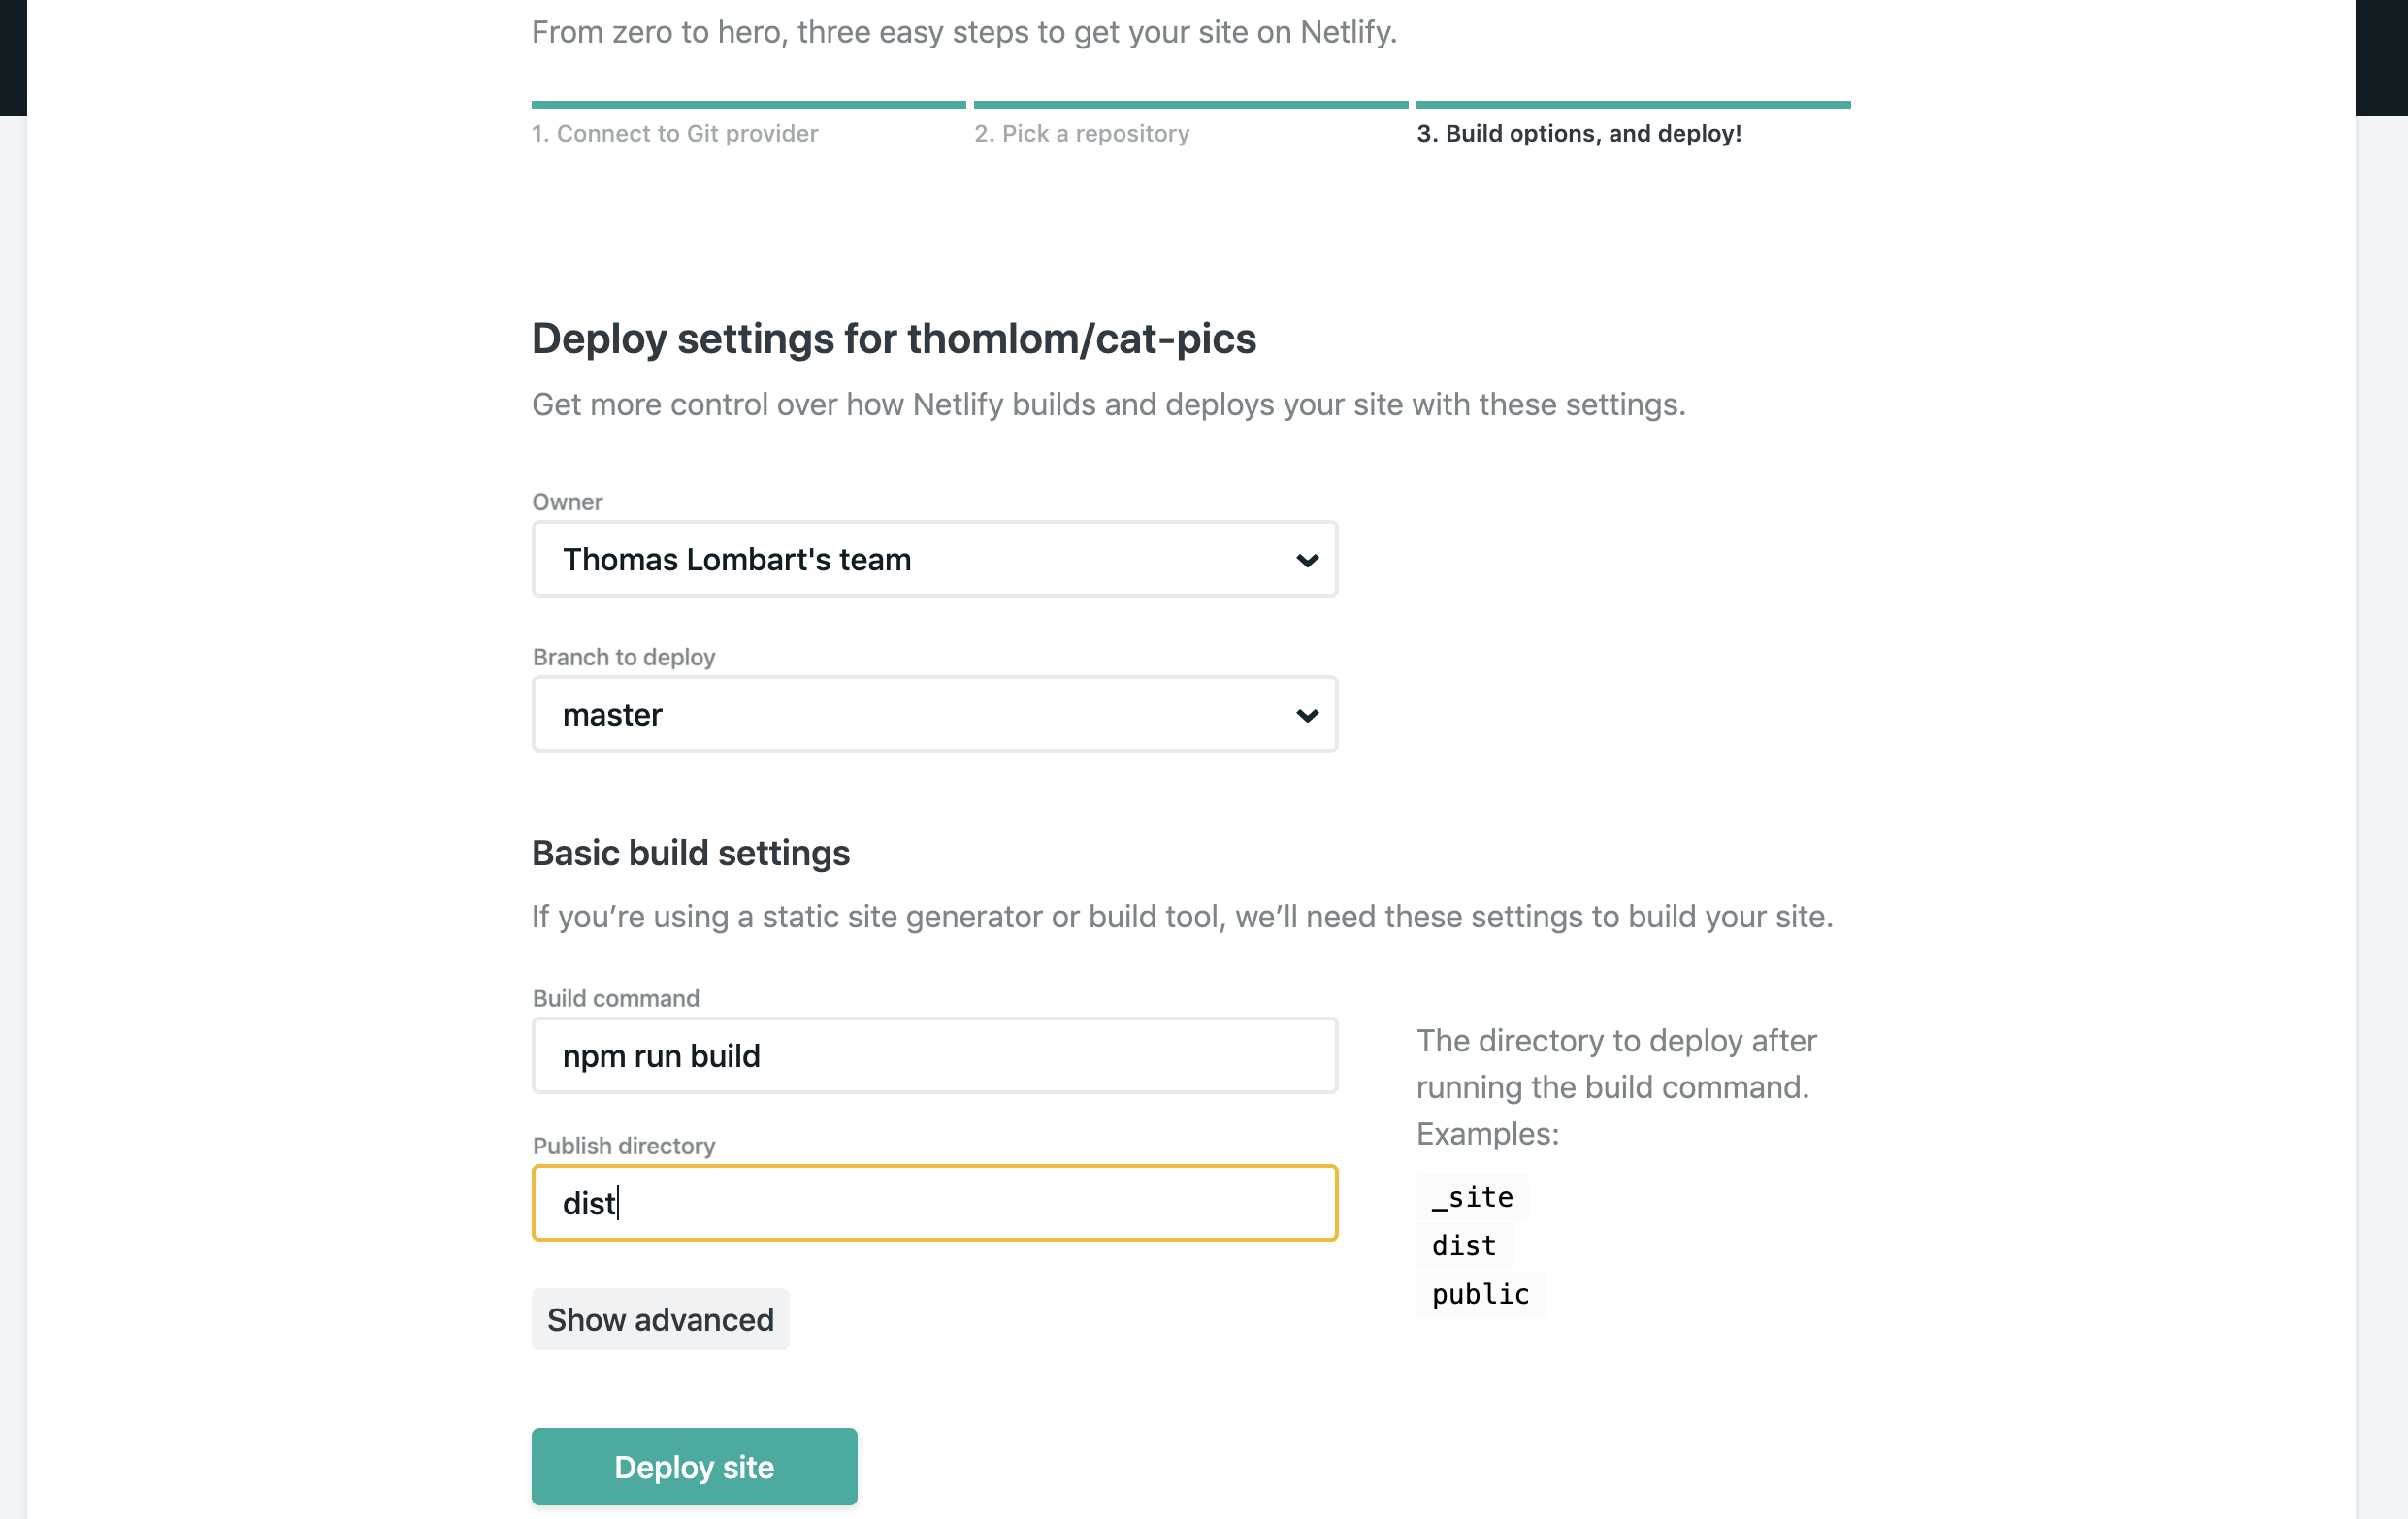 From zero to hero, three easy steps to get your site on Netlify.
1. Connect to Git provider
2. Pick a repository
3. Build options, and deploy!
Deploy settings for thomlom/cat-pics
Get more control over how Netlify builds and deploys your site with these settings.
Owner
Thomas Lombart's team
Branch to deploy
master
Basic build settings
If you’re using a static site generator or build tool, we’ll need these settings to build your site.
Build command
npm run build
Publish directory
dist
The directory to deploy after
running the build command.
Examples:
_site
dist
public
Show advanced
Deploy site